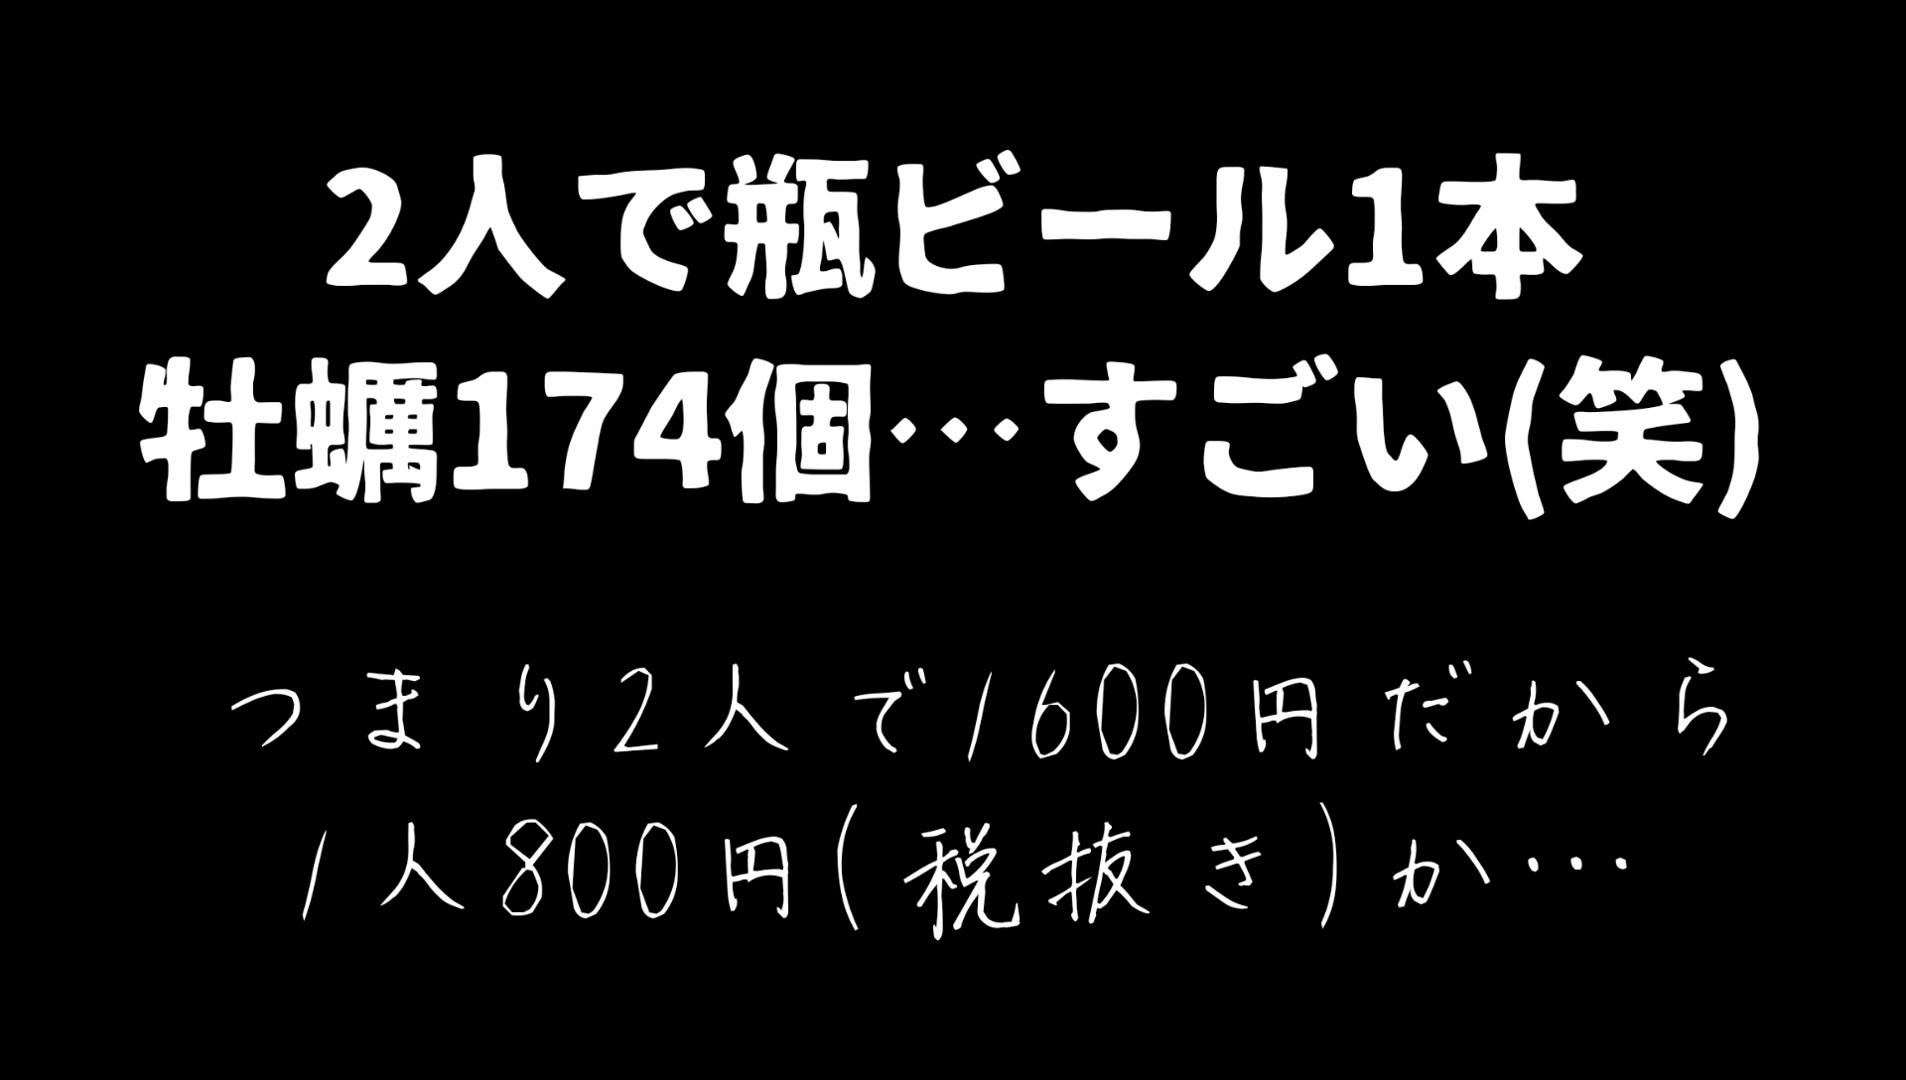 2人で瓶ビール1本
牡蠣174個…すごい(笑)
つまり2人で1600円だから
1人800円(税抜き)か…